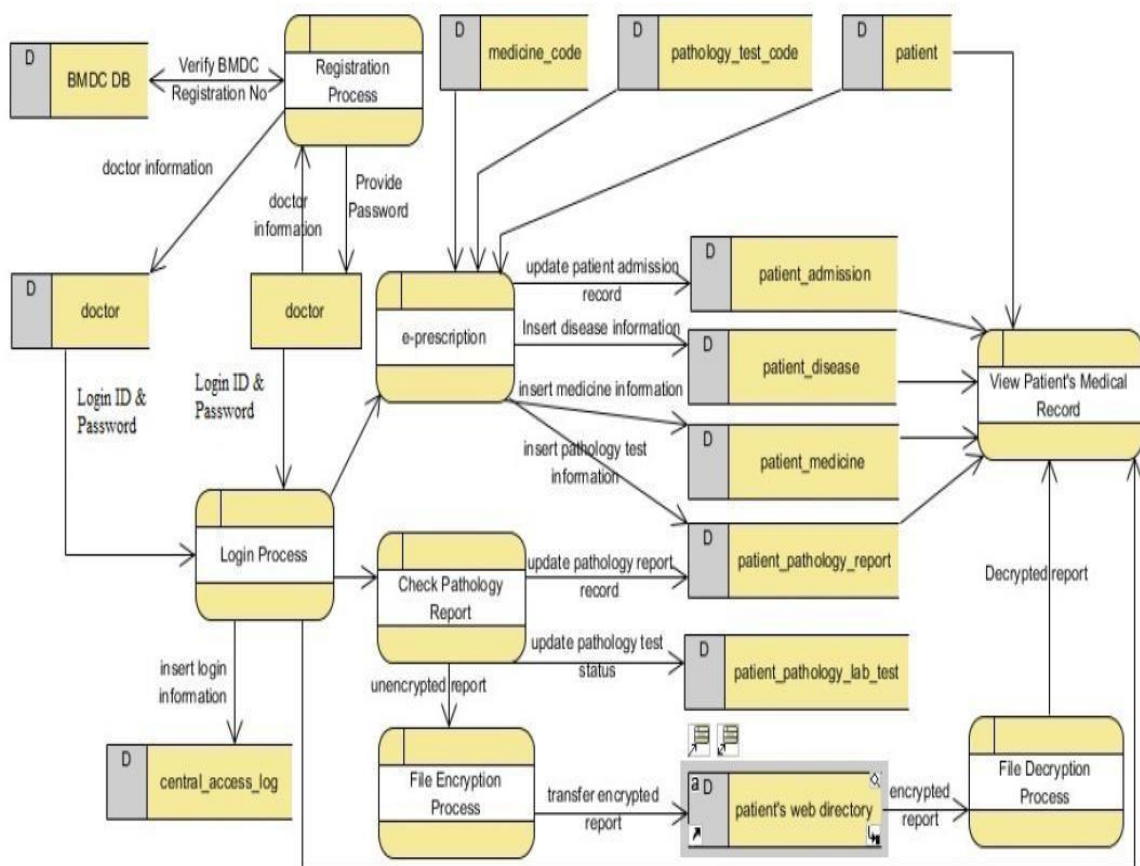 D
BMDC DB
Verify BMDC
Registration No
Registration
Process
D
medicine_code
D
pathology_test_code
D
patient
doctor information
doctor
information
Provide
Password
D
doctor
doctor
Login ID &
Password
Login ID &
Password
e-prescription
update patient admission
record
D
patient_admission
Insert disease information
D
patient_disease
insert medicine information
D
patient_medicine
insert pathology test
information
D
patient_pathology_report
View Patient's Medical
Record
Login Process
Check Pathology
Report
update pathology report
record
update pathology test
status
D
patient_pathology_lab_test
Decrypted report
insert login
information
unencrypted report
D
central_access_log
File Encryption
Process
transfer encrypted
report
a D
patient's web directory
encrypted
report
File Decryption
Process